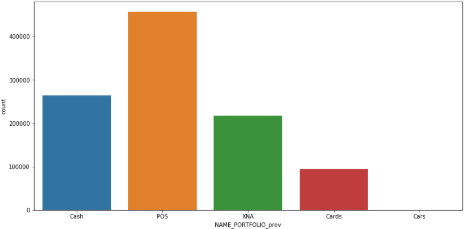 400000
300000
200000
100000
0
count
Cash POS XNA Cards Cars
NAME_PORTFOLIO_prev